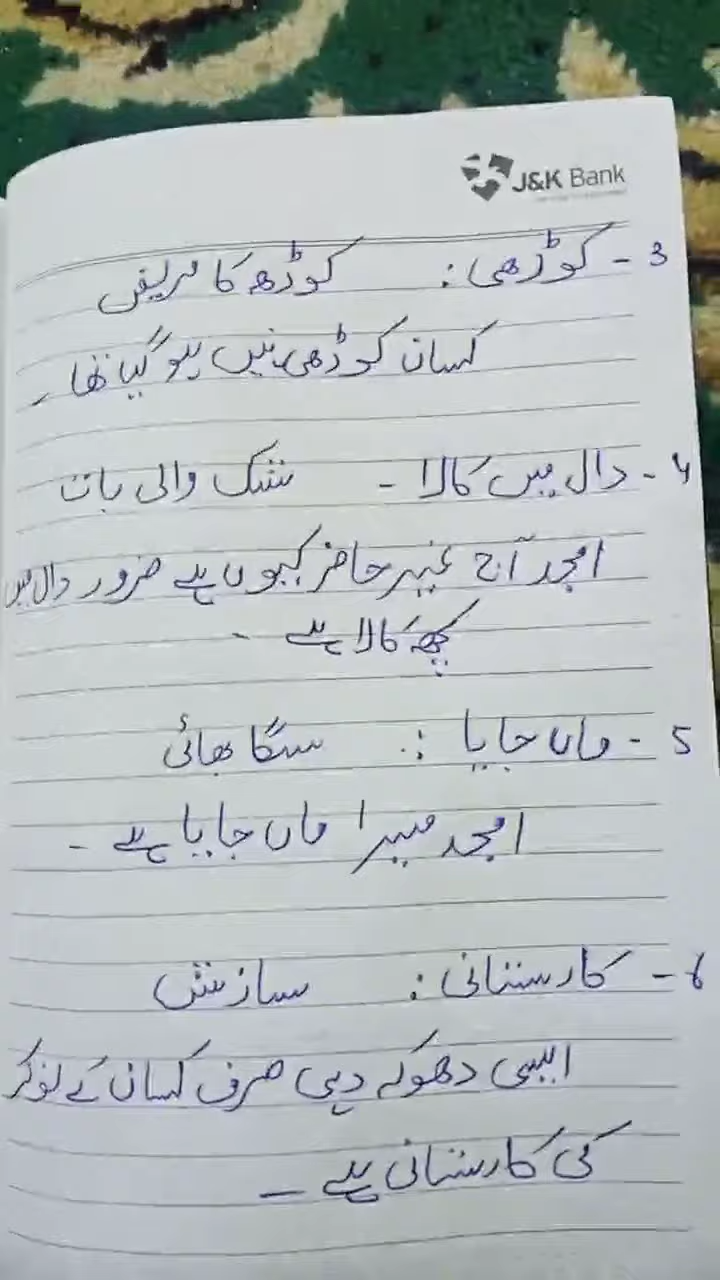 J&K Bank
3 - کوڑھی: کوڑھ کا مریض
کسان کوڑھی میں ہو گیا تھا -
4 - دال میں کالا - شک والی بات
امجد آج غیر حاضر کیوں ہے ضرور دال میں
کچھ کالا ہے -
5 - ماں جایا : سگا بھائی
امجد میرا ماں جایا ہے -
6 - کارستانی : سازش
ایسی دھوکہ دہی صرف کسان کے نوکر
کی کارستانی ہے -